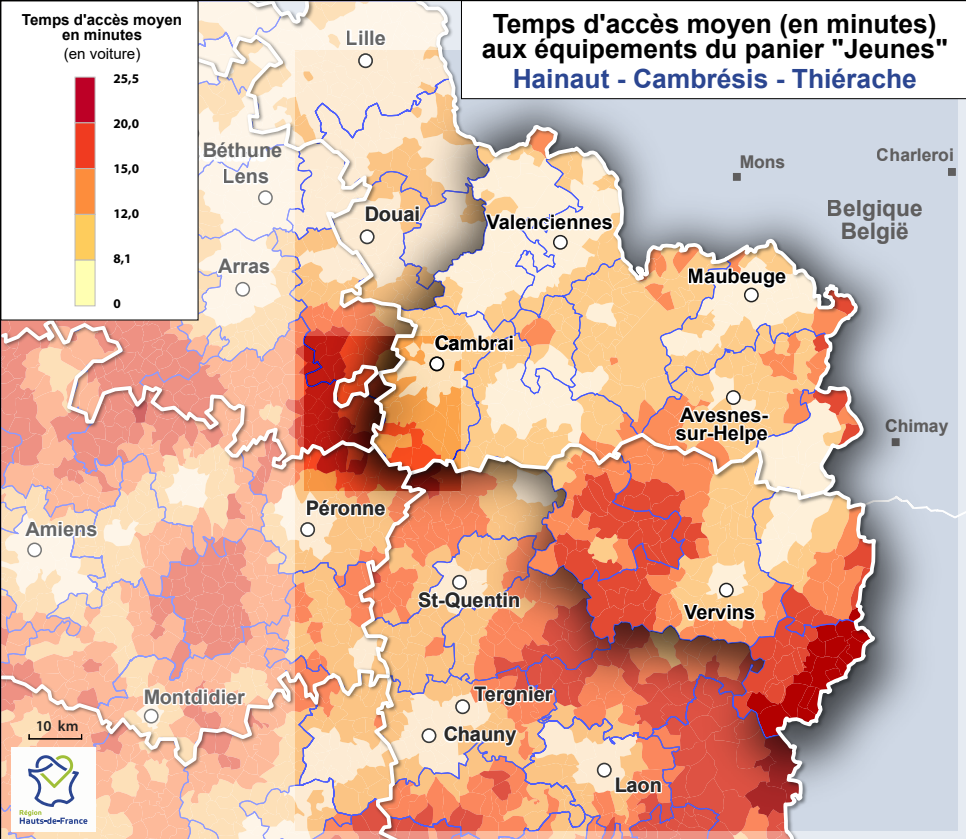 Temps d'accès moyen
en minutes
(en voiture)
25,5
20,0
15,0
12,0
8,1
0
Temps d'accès moyen (en minutes)
aux équipements du panier "Jeunes"
Hainaut - Cambrésis - Thiérache
Lille
Béthune
Lens
Mons
Charleroi
Douai
Valenciennes
Belgique
België
Arras
Maubeuge
Cambrai
Avesnes-
sur-Helpe
Chimay
Péronne
Amiens
St-Quentin
Vervins
Montdidier
Tergnier
Chauny
Laon
10 km
Région
Hauts-de-France